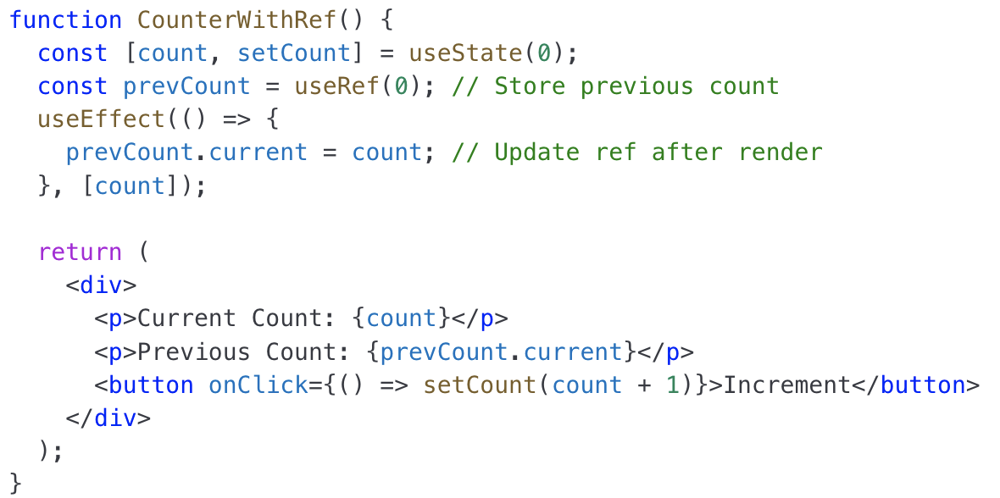 function CounterWithRef() {
  const [count, setCount] = useState(0);
  const prevCount = useRef(0); // Store previous count
  useEffect(() => {
    prevCount.current = count; // Update ref after render
  }, [count]);

  return (
    <div>
      <p>Current Count: {count}</p>
      <p>Previous Count: {prevCount.current}</p>
      <button onClick={() => setCount(count + 1)}>Increment</button>
    </div>
  );
}